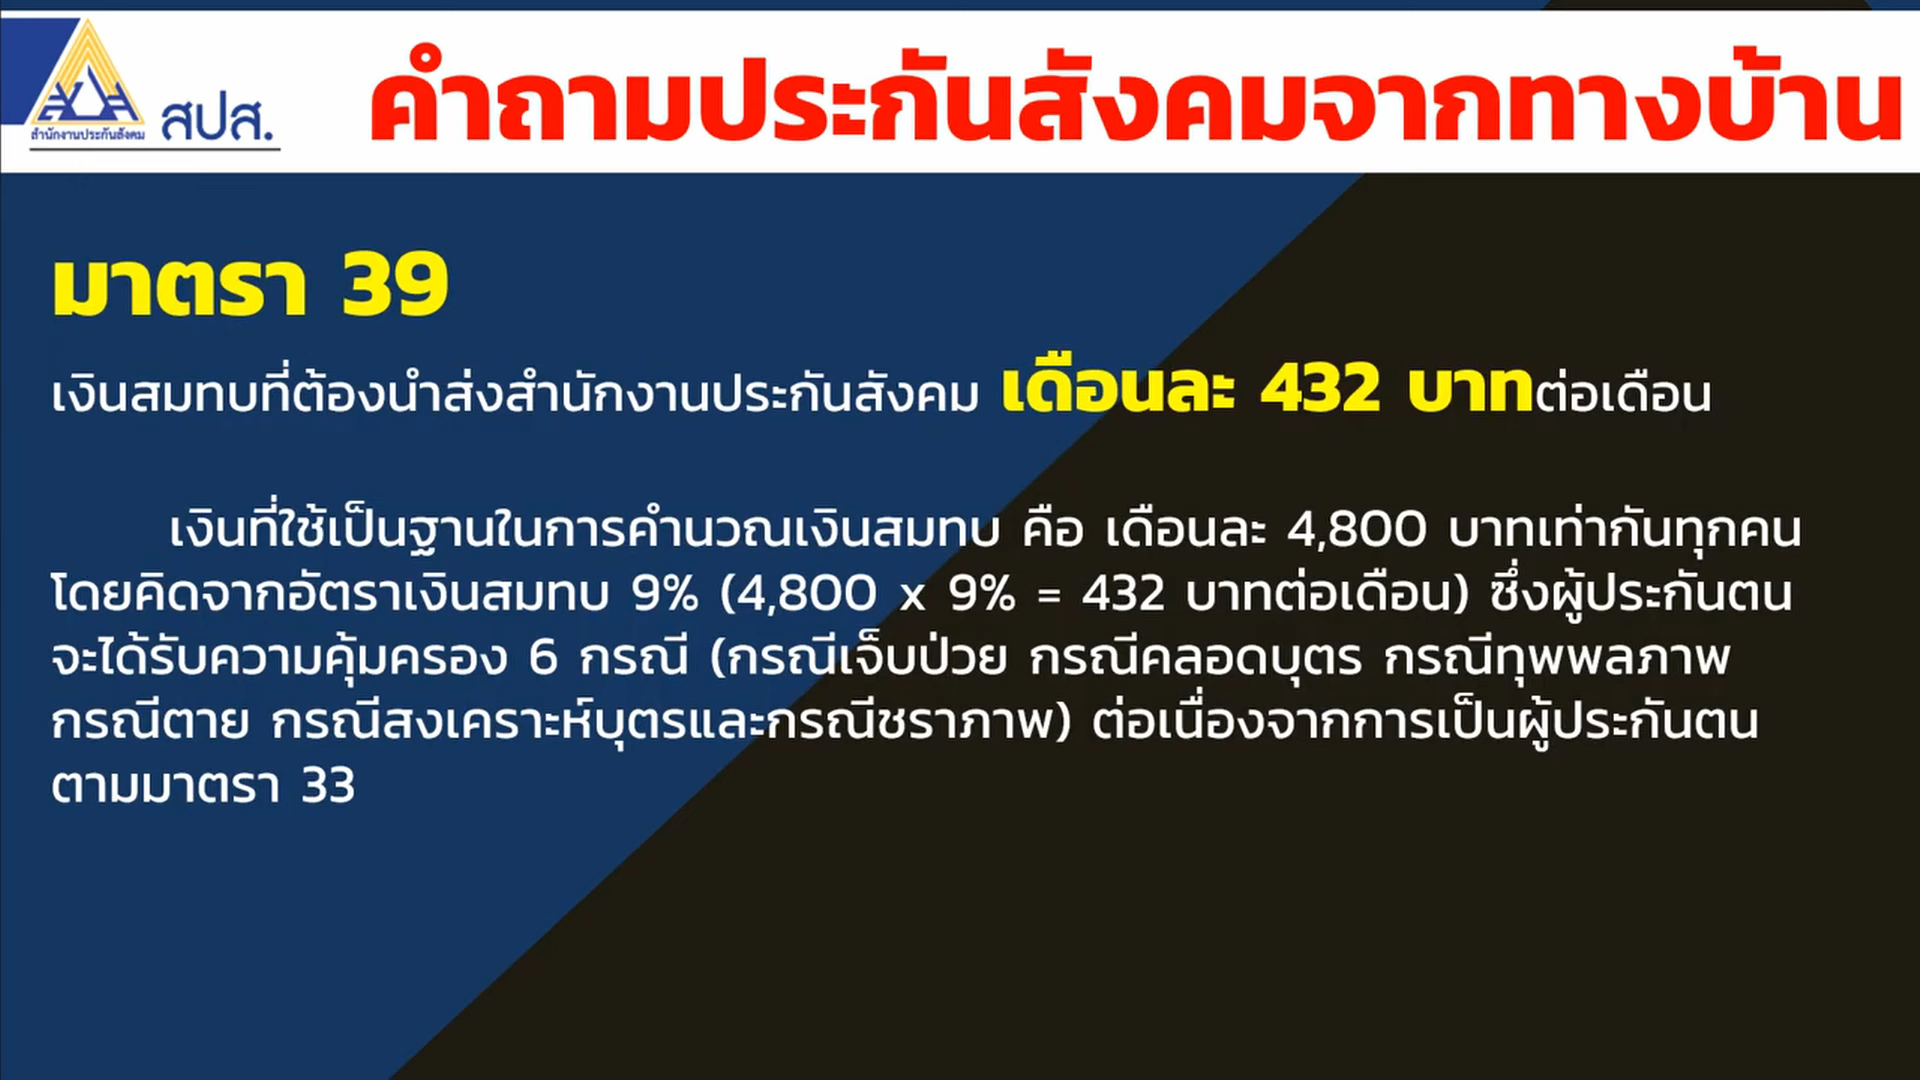 สำนักงานประกันสังคม
สปส.
คำถามประกันสังคมจากทางบ้าน
มาตรา 39
เงินสมทบที่ต้องนำส่งสำนักงานประกันสังคม เดือนละ 432 บาทต่อเดือน
เงินที่ใช้เป็นฐานในการคำนวณเงินสมทบ คือ เดือนละ 4,800 บาทเท่ากันทุกคน
โดยคิดจากอัตราเงินสมทบ 9% (4,800 x 9% = 432 บาทต่อเดือน) ซึ่งผู้ประกันตน
จะได้รับความคุ้มครอง 6 กรณี (กรณีเจ็บป่วย กรณีคลอดบุตร กรณีทุพพลภาพ
กรณีตาย กรณีสงเคราะห์บุตรและกรณีชราภาพ) ต่อเนื่องจากการเป็นผู้ประกันตน
ตามมาตรา 33